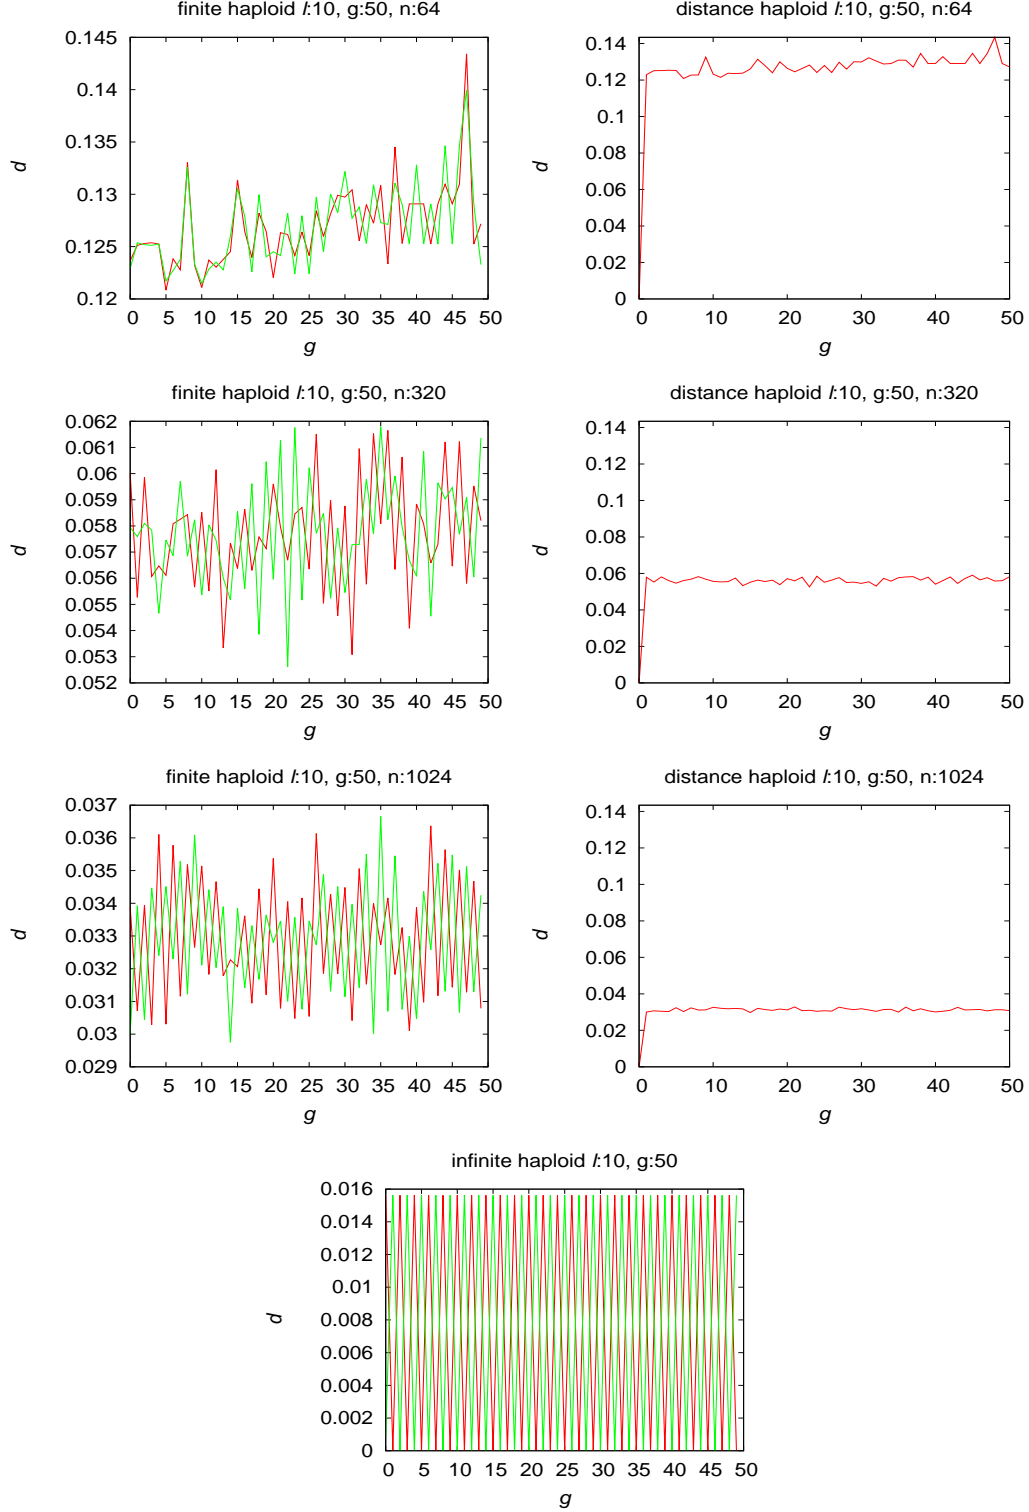 finite haploid l:10, g:50, n:64
0.145
0.14
0.135
0.13
0.125
0.12
0 5 10 15 20 25 30 35 40 45 50
d
g
distance haploid l:10, g:50, n:64
0.14
0.12
0.1
0.08
0.06
0.04
0.02
0
0 10 20 30 40 50
d
g
finite haploid l:10, g:50, n:320
0.062
0.061
0.06
0.059
0.058
0.057
0.056
0.055
0.054
0.053
0.052
0 5 10 15 20 25 30 35 40 45 50
d
g
distance haploid l:10, g:50, n:320
0.14
0.12
0.1
0.08
0.06
0.04
0.02
0
0 10 20 30 40 50
d
g
finite haploid l:10, g:50, n:1024
0.037
0.036
0.035
0.034
0.033
0.032
0.031
0.03
0.029
0 5 10 15 20 25 30 35 40 45 50
d
g
distance haploid l:10, g:50, n:1024
0.14
0.12
0.1
0.08
0.06
0.04
0.02
0
0 10 20 30 40 50
d
g
infinite haploid l:10, g:50
0.016
0.014
0.012
0.01
0.008
0.006
0.004
0.002
0
0 5 10 15 20 25 30 35 40 45 50
d
g